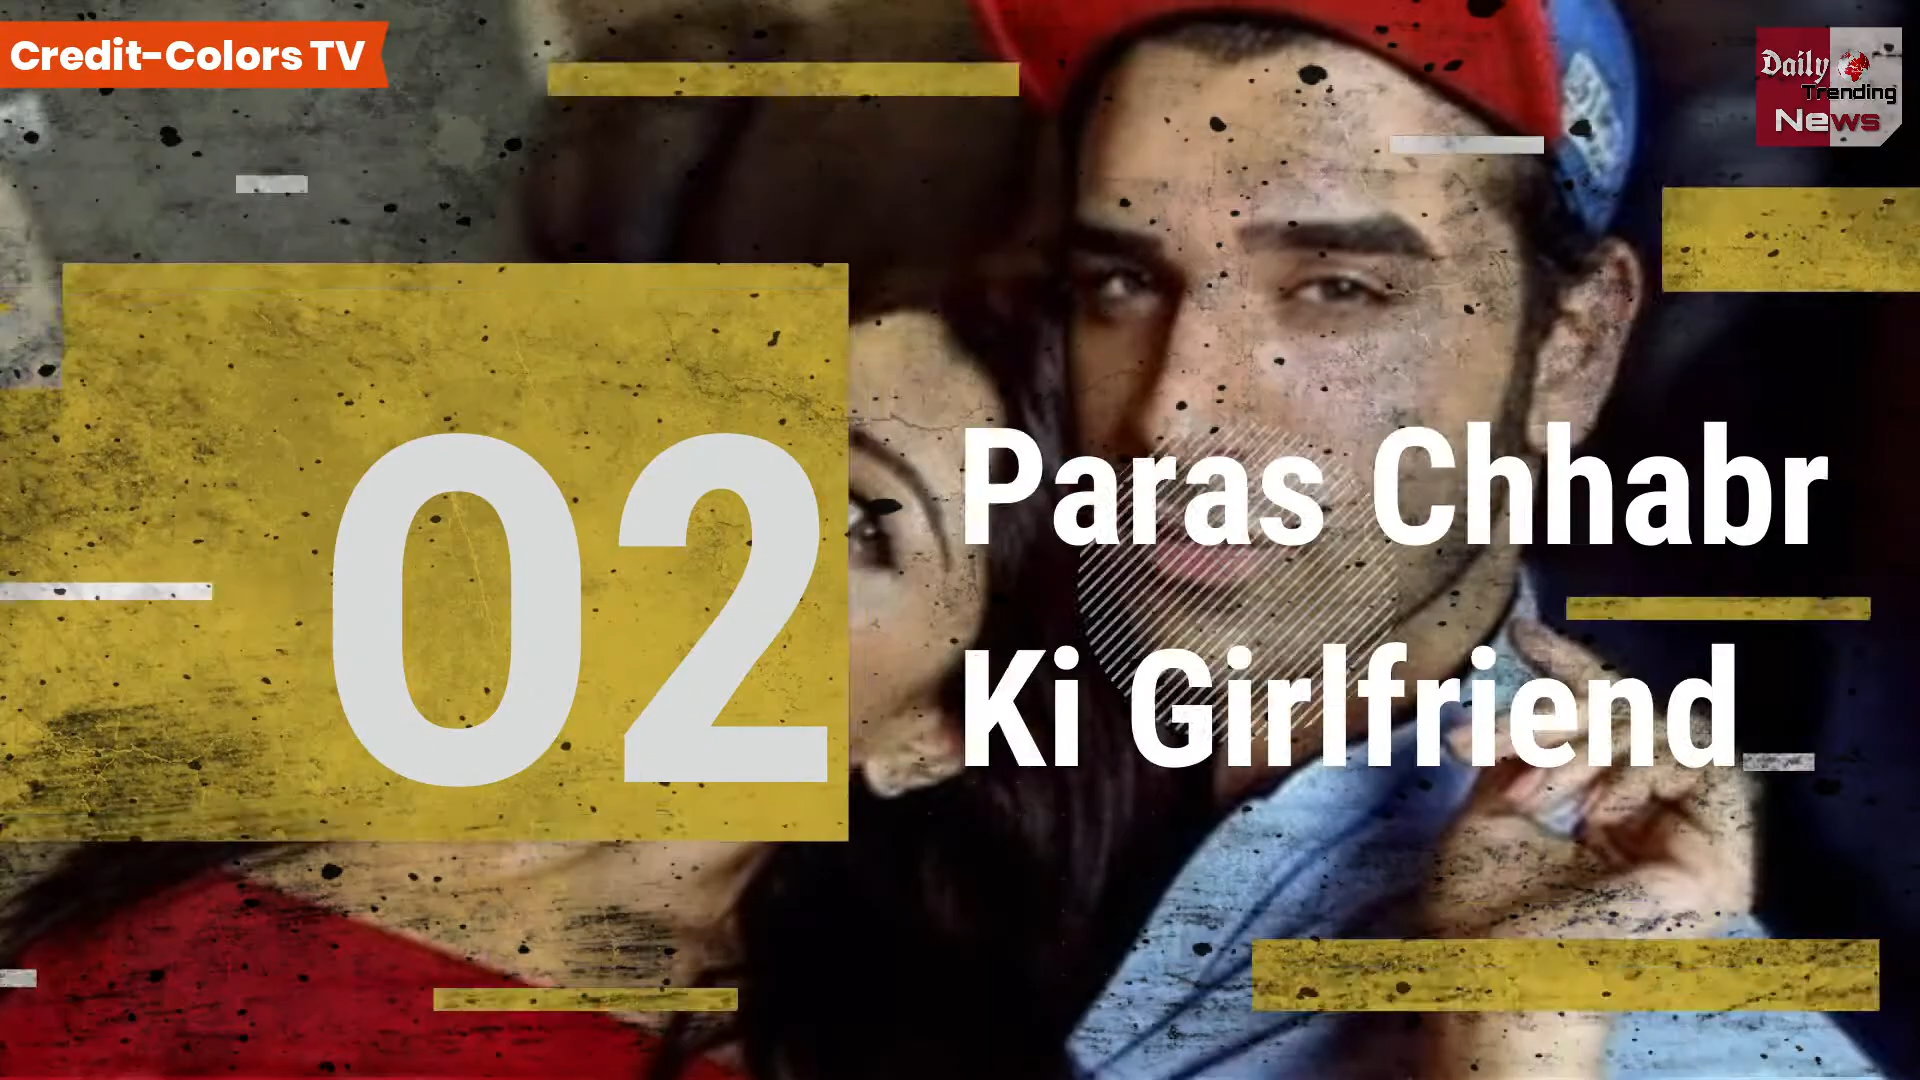 Credit-Colors TV
Daily
Trending
News
02
Paras Chhabr
Ki Girlfriend